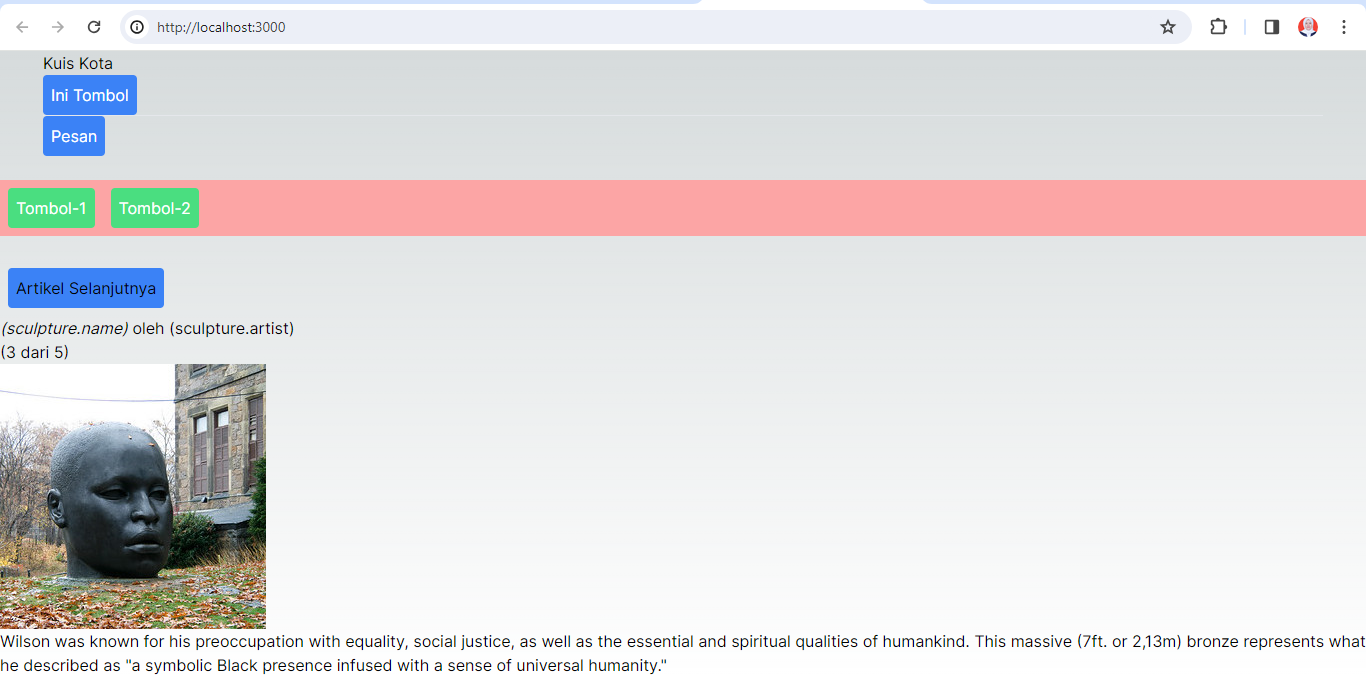 http://localhost:3000
Kuis Kota
Ini Tombol
Pesan
Tombol-1 Tombol-2
Artikel Selanjutnya
(sculpture.name) oleh (sculpture.artist)
(3 dari 5)
Wilson was known for his preoccupation with equality, social justice, as well as the essential and spiritual qualities of humankind. This massive (7ft. or 2,13m) bronze represents what
he described as "a symbolic Black presence infused with a sense of universal humanity."